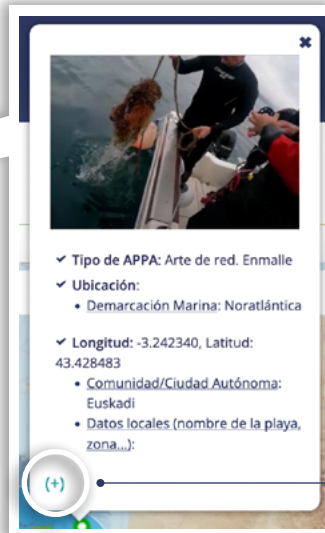 ✖
✔ Tipo de APPA: Arte de red. Enmalle
✔ Ubicación:
• Demarcación Marina: Noratlántica
✔ Longitud: -3.242340, Latitud:
43.428483
• Comunidad/Ciudad Autónoma:
Euskadi
• Datos locales (nombre de la playa,
zona...):
(+)